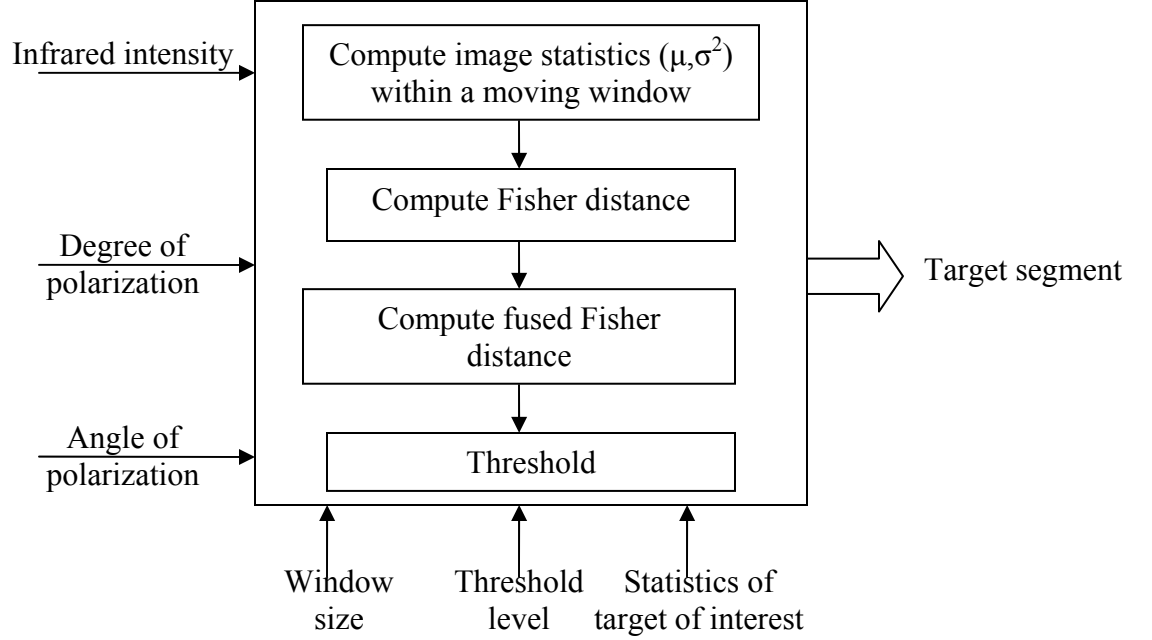 Infrared intensity
Compute image statistics (μ,σ²)
within a moving window
Compute Fisher distance
Degree of
polarization
Target segment
Compute fused Fisher
distance
Angle of
polarization
Threshold
Window
size
Threshold
level
Statistics of
target of interest